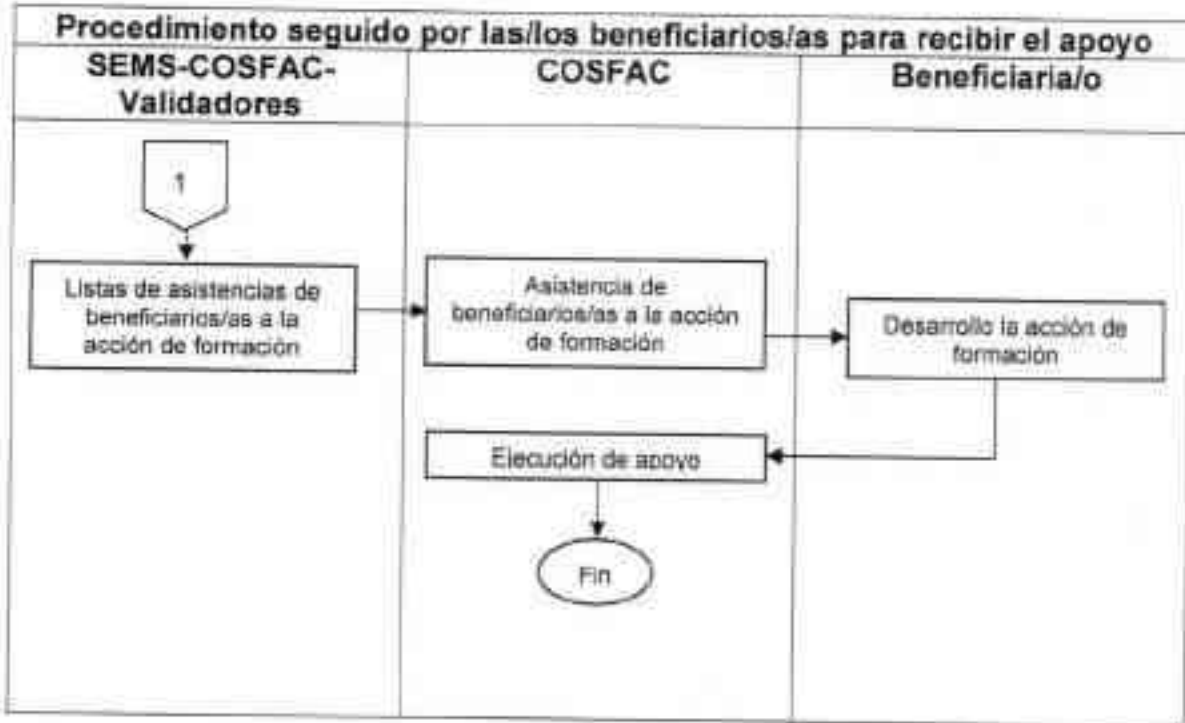 Procedimiento seguido por las/los beneficiarios/as para recibir el apoyo
SEMS-COSFAC-
Validadores
COSFAC
Beneficiaria/o
1
Listas de asistencias de
beneficiarios/as a la
acción de formación
Asistencia de
beneficiarios/as a la acción
de formación
Desarrollo la acción de
formación
Ejecución de apoyo
Fin